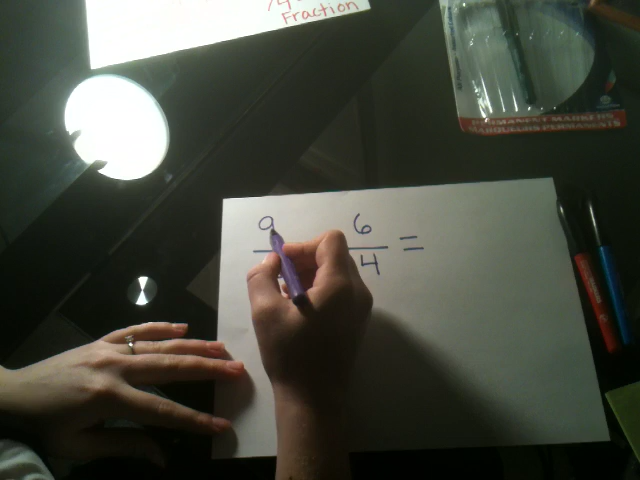 Fraction
9 6
— — =
4
PERMANENT MARKERS
MARQUEURS PERMANENTS